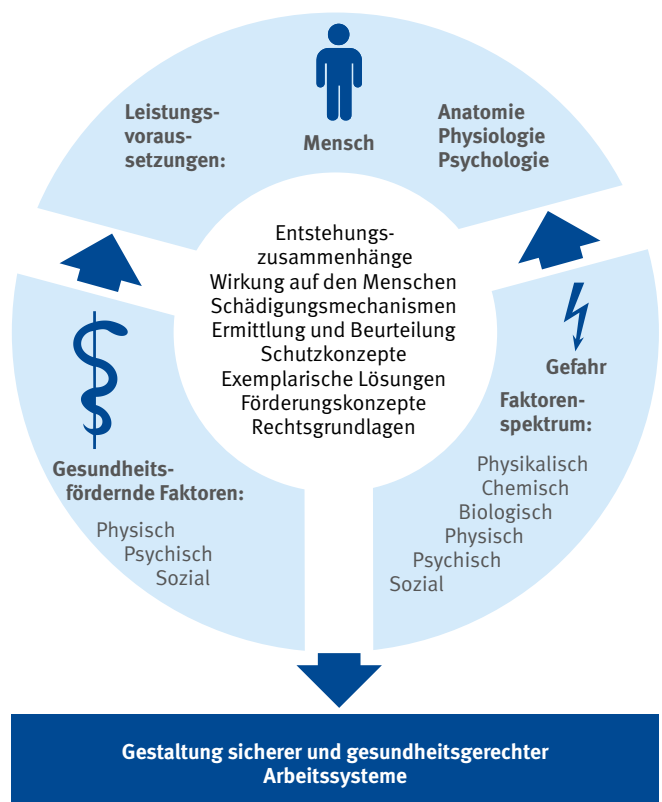 Leistungs-
voraus-
setzungen:
Mensch
Anatomie
Physiologie
Psychologie
Entstehungs-
zusammenhänge
Wirkung auf den Menschen
Schädigungsmechanismen
Ermittlung und Beurteilung
Schutzkonzepte
Exemplarische Lösungen
Förderungskonzepte
Rechtsgrundlagen
Gesundheits-
fördernde Faktoren:
Physisch
Psychisch
Sozial
Gefahr
Faktoren-
spektrum:
Physikalisch
Chemisch
Biologisch
Physisch
Psychisch
Sozial
Gestaltung sicherer und gesundheitsgerechter
Arbeitssysteme